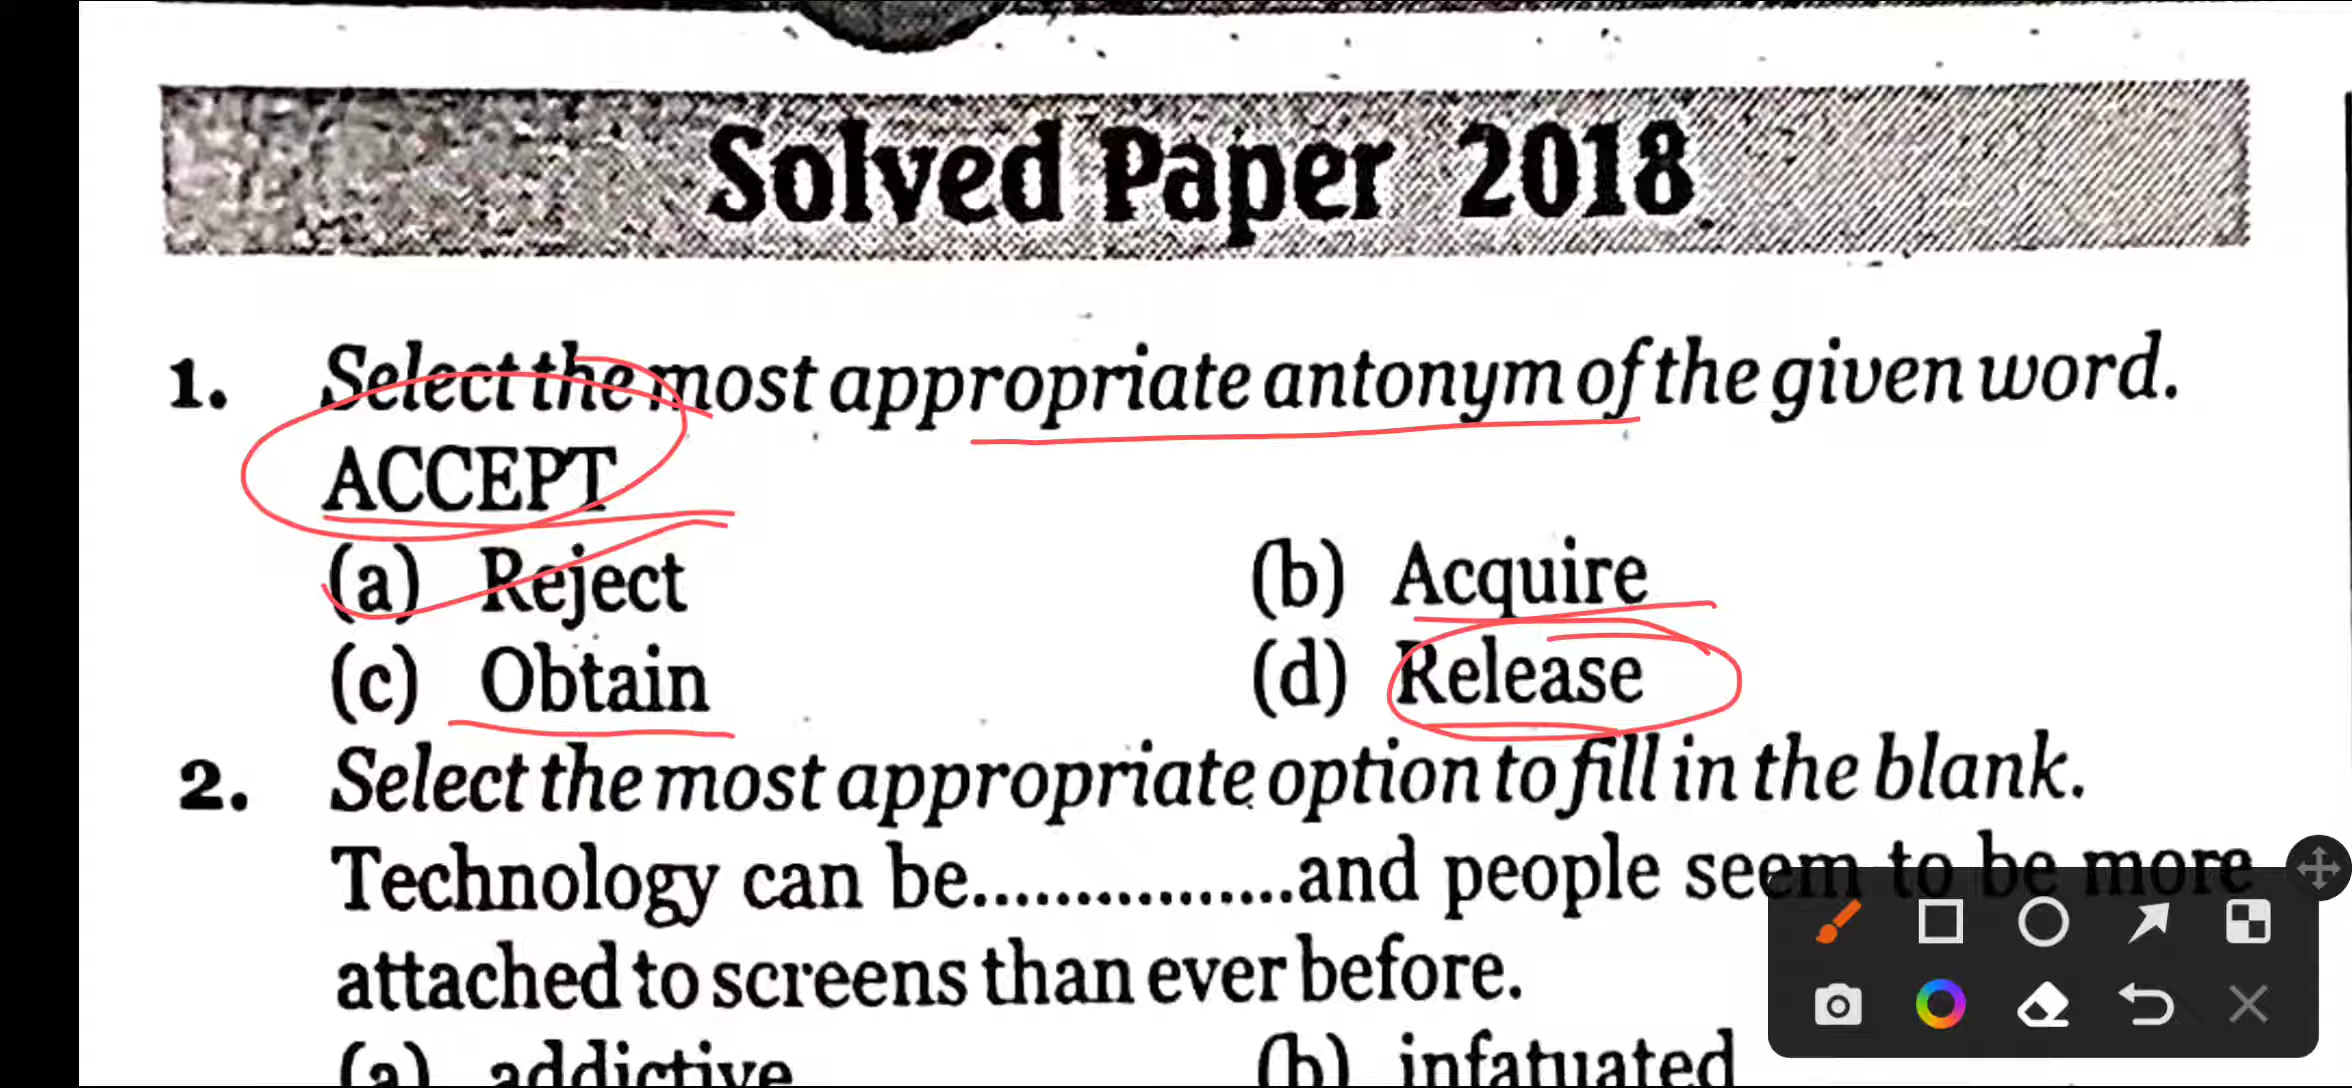 Solved Paper 2018
1. Select the most appropriate antonym of the given word.
ACCEPT
(a) Reject (b) Acquire
(c) Obtain (d) Release
2. Select the most appropriate option to fill in the blank.
Technology can be................and people seem to be more
attached to screens than ever before.
(a) addictive (b) infatuated